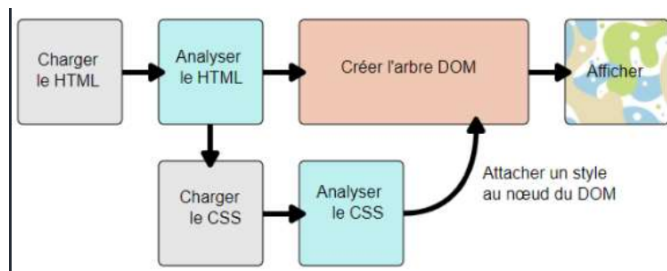 Charger
le HTML
Analyser
le HTML
Créer l'arbre DOM
Afficher
Charger
le CSS
Analyser
le CSS
Attacher un style
au nœud du DOM